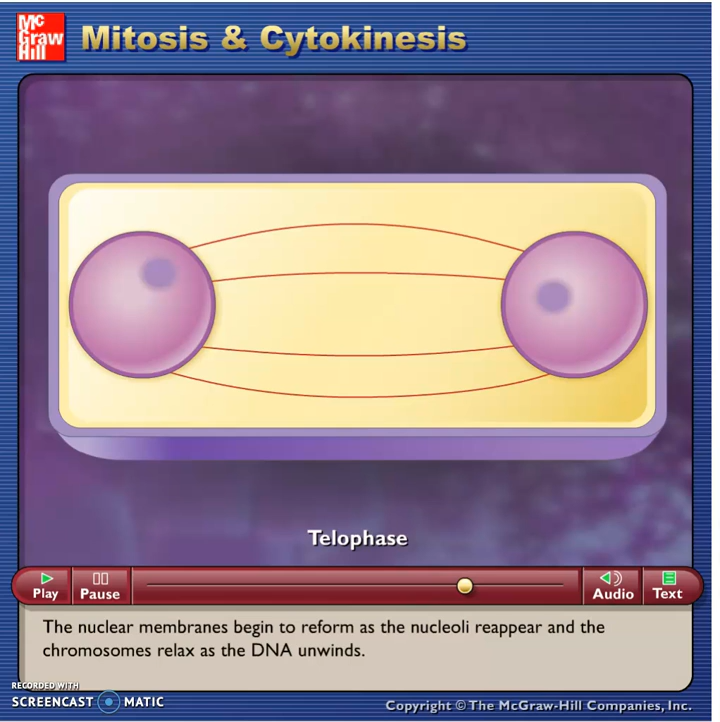 Mc
Graw
Hill
Mitosis & Cytokinesis
Telophase
Play
Pause
Audio
Text
The nuclear membranes begin to reform as the nucleoli reappear and the
chromosomes relax as the DNA unwinds.
RECORDED WITH
SCREENCAST MATIC
Copyright © The McGraw-Hill Companies, Inc.